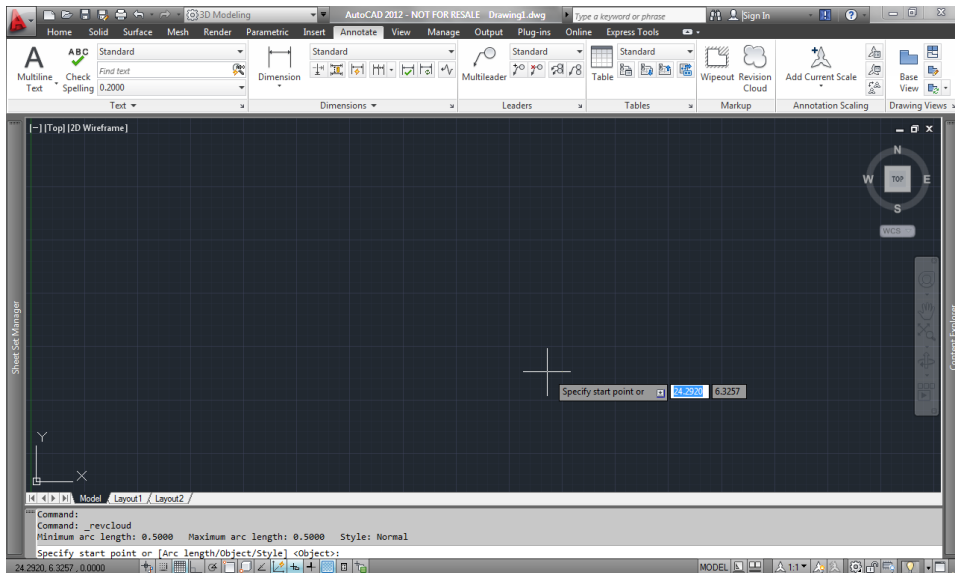 3D Modeling
AutoCAD 2012 - NOT FOR RESALE Drawing1.dwg
Type a keyword or phrase
Sign In
Home Solid Surface Mesh Render Parametric Insert Annotate View Manage Output Plug-ins Online Express Tools
A Multiline Text
ABC Check Spelling
Standard
Find text
0.2000
Dimension
Standard
Multileader
Standard
Table
Standard
Wipeout
Revision Cloud
Add Current Scale
Base View
Text
Dimensions
Leaders
Tables
Markup
Annotation Scaling
Drawing Views
[−] [Top] [2D Wireframe]
N
W TOP E
S
WCS
Sheet Set Manager
Content Explorer
Specify start point or 24.2920 6.3257
Y
X
Model Layout1 Layout2
Command:
Command: _revcloud
Minimum arc length: 0.5000 Maximum arc length: 0.5000 Style: Normal
Specify start point or [Arc length/Object/Style] <Object>:
24.2920, 6.3257, 0.0000
MODEL
1:1